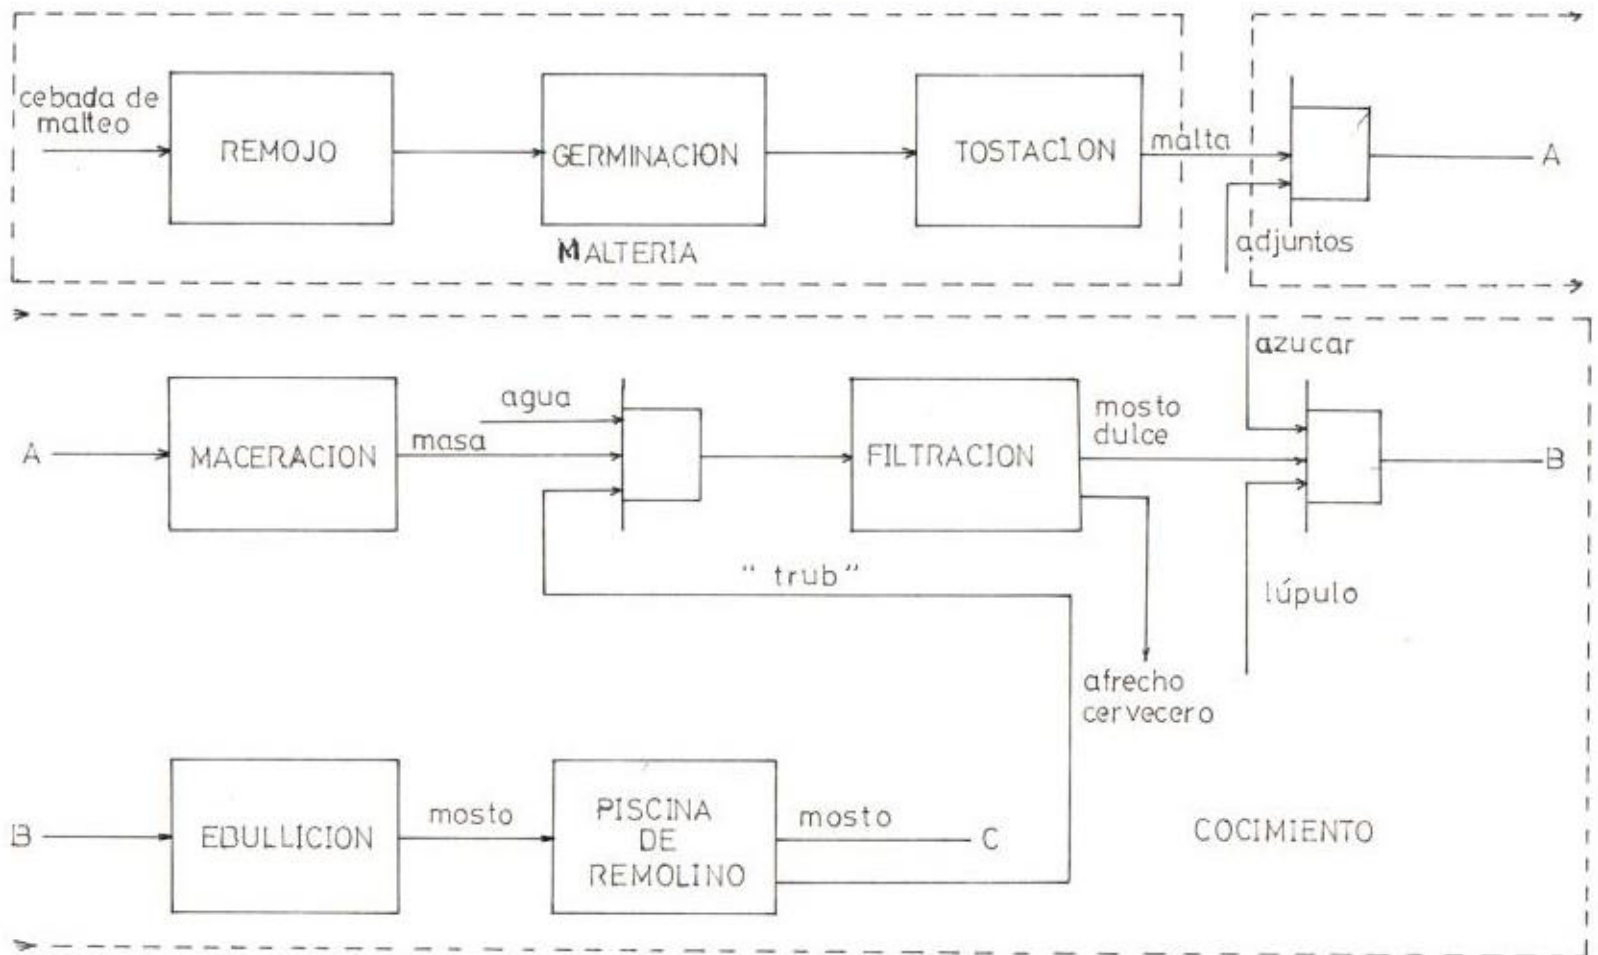 cebada de
malteo
REMOJO
GERMINACION
TOSTACION
malta
A
adjuntos
MALTERIA
azucar
A
MACERACION
masa
agua
FILTRACION
mosto
dulce
B
" trub"
lúpulo
afrecho
cervecero
B
EBULLICION
mosto
PISCINA
DE
REMOLINO
mosto
C
COCIMIENTO